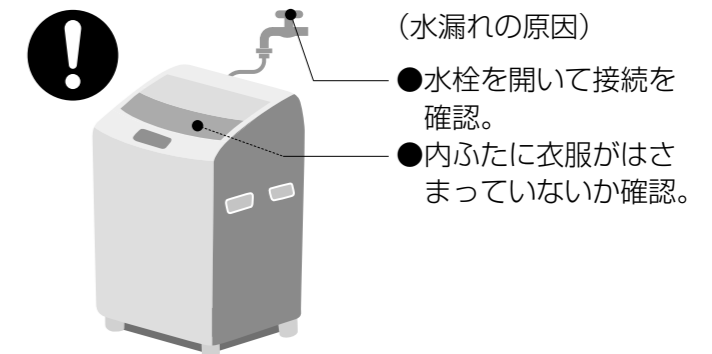 （水漏れの原因）
●水栓を開いて接続を
確認。
●内ふたに衣服がはさ
まっていないか確認。